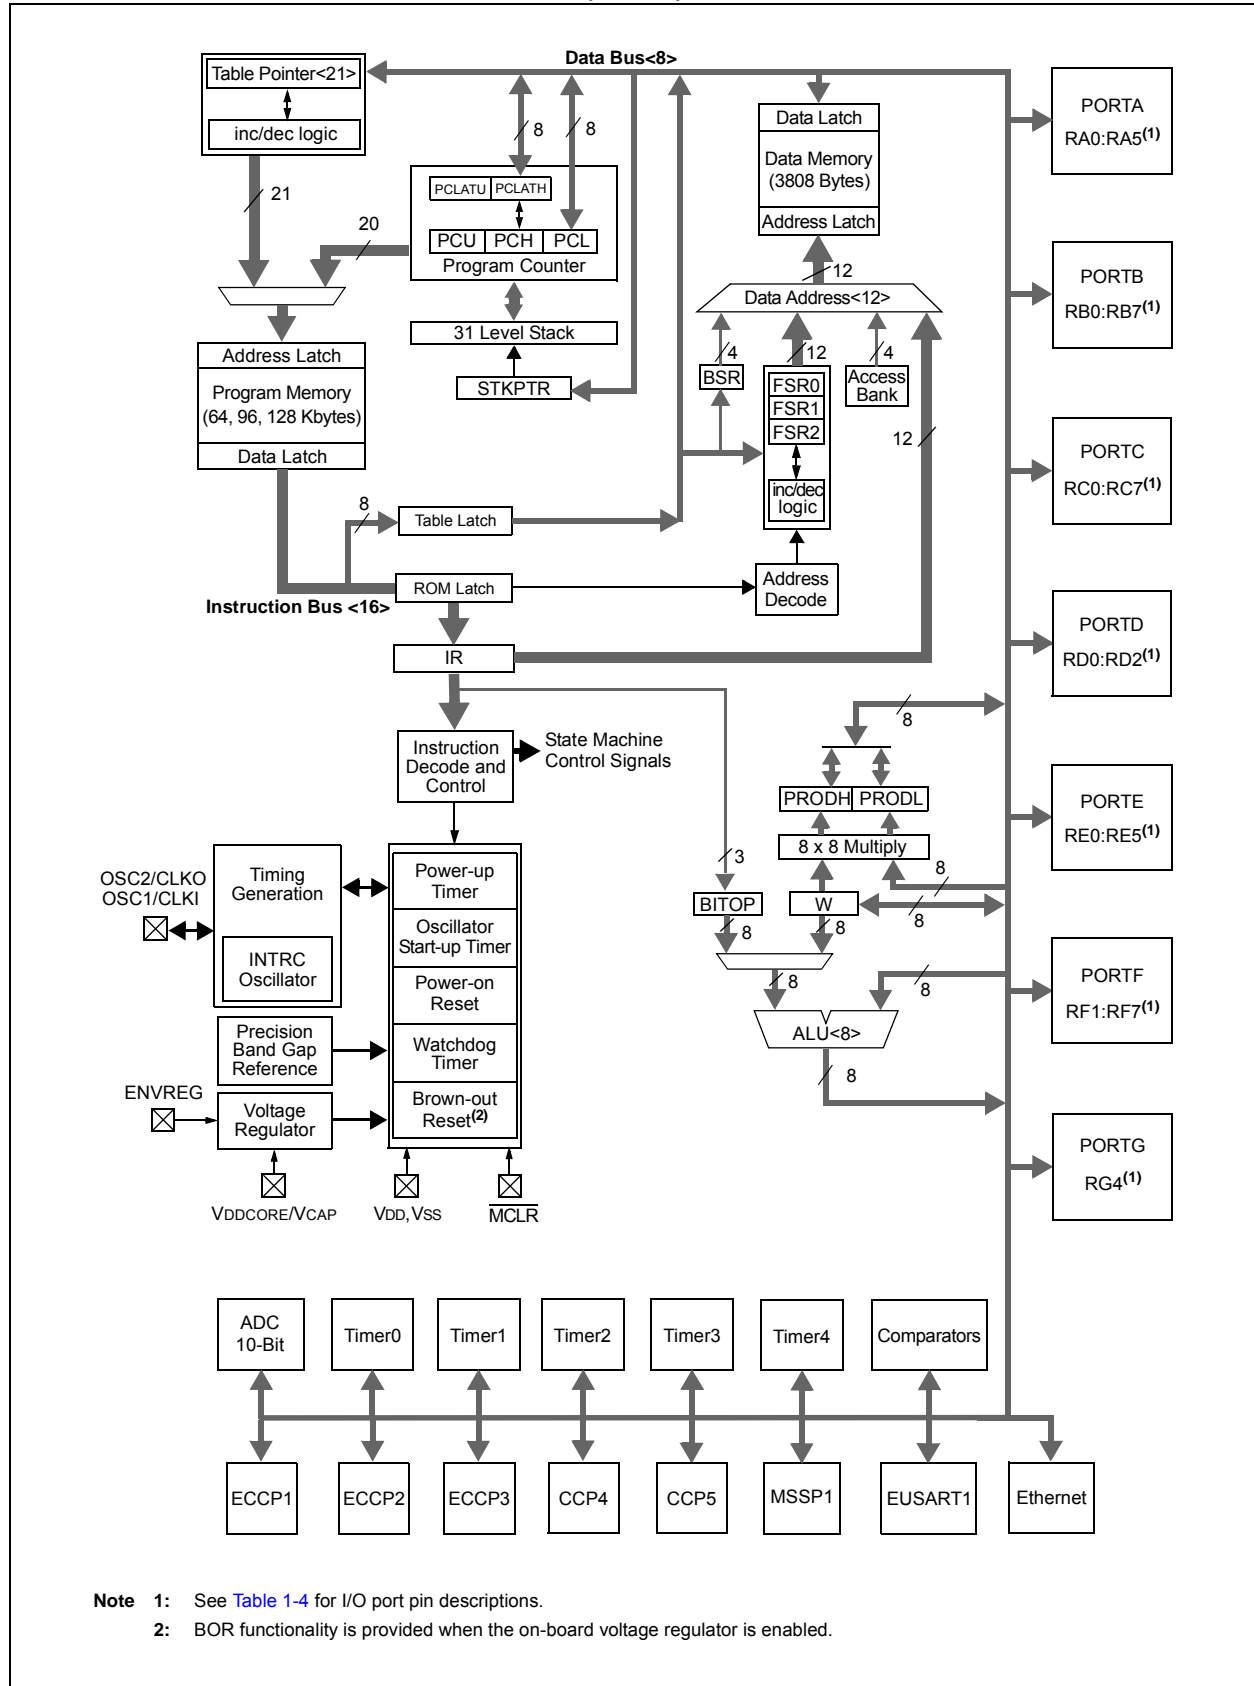 Data Bus<8>
Table Pointer<21>
inc/dec logic
21
20
8
8
PCLATU PCLATH
PCU PCH PCL
Program Counter
31 Level Stack
STKPTR
Data Latch
Data Memory
(3808 Bytes)
Address Latch
12
Data Address<12>
4
12
4
BSR
FSR0
FSR1
FSR2
inc/dec
logic
Access
Bank
12
Address
Decode
Address Latch
Program Memory
(64, 96, 128 Kbytes)
Data Latch
8
Table Latch
ROM Latch
Instruction Bus <16>
IR
Instruction
Decode and
Control
State Machine
Control Signals
8
PRODH PRODL
8 x 8 Multiply
3
8
BITOP
W
8
8
8
8
8
ALU<8>
8
OSC2/CLKO
OSC1/CLKI
Timing
Generation
INTRC
Oscillator
Power-up
Timer
Oscillator
Start-up Timer
Power-on
Reset
Watchdog
Timer
Brown-out
Reset(2)
Precision
Band Gap
Reference
ENVREG
Voltage
Regulator
VDDCORE/VCAP
VDD, VSS
MCLR
PORTA
RA0:RA5(1)
PORTB
RB0:RB7(1)
PORTC
RC0:RC7(1)
PORTD
RD0:RD2(1)
PORTE
RE0:RE5(1)
PORTF
RF1:RF7(1)
PORTG
RG4(1)
ADC
10-Bit
Timer0
Timer1
Timer2
Timer3
Timer4
Comparators
ECCP1
ECCP2
ECCP3
CCP4
CCP5
MSSP1
EUSART1
Ethernet
Note 1: See Table 1-4 for I/O port pin descriptions.
2: BOR functionality is provided when the on-board voltage regulator is enabled.